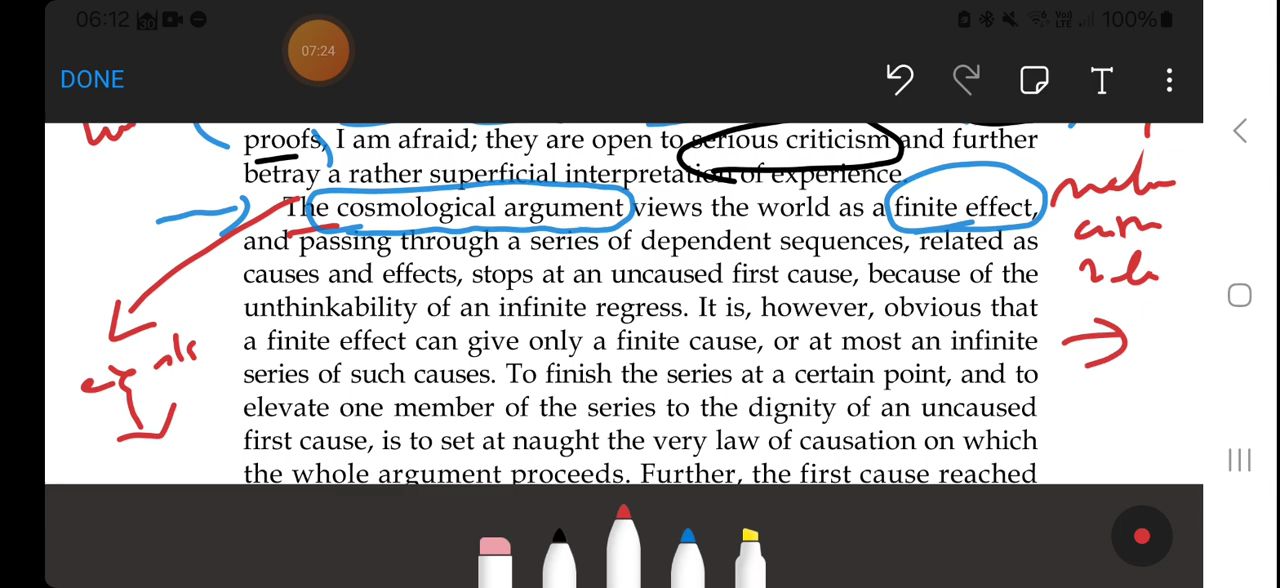 06:12
100%
07:24
DONE
proofs, I am afraid; they are open to serious criticism and further
betray a rather superficial interpretation of experience.
The cosmological argument views the world as a finite effect,
and passing through a series of dependent sequences, related as
causes and effects, stops at an uncaused first cause, because of the
unthinkability of an infinite regress. It is, however, obvious that
a finite effect can give only a finite cause, or at most an infinite
series of such causes. To finish the series at a certain point, and to
elevate one member of the series to the dignity of an uncaused
first cause, is to set at naught the very law of causation on which
the whole argument proceeds. Further, the first cause reached